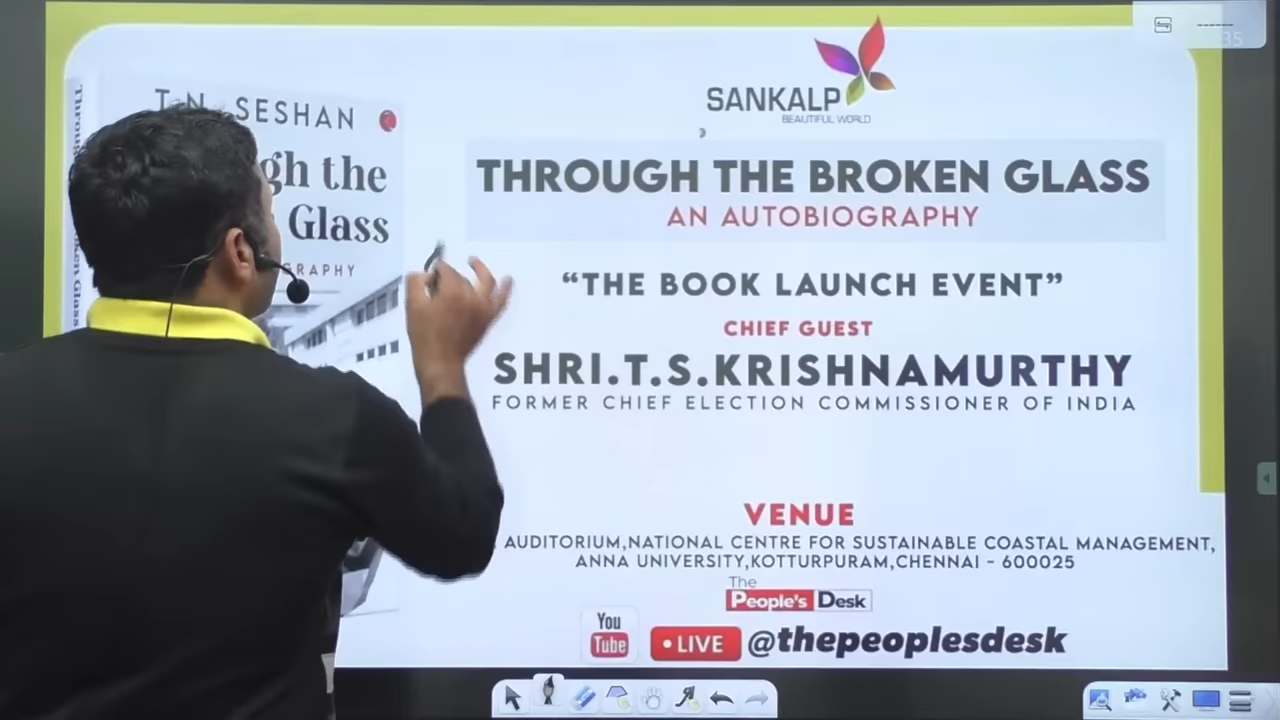 T.N. SESHAN
gh the
Glass
GRAPHY
SANKALP
BEAUTIFUL WORLD
THROUGH THE BROKEN GLASS
AN AUTOBIOGRAPHY
“THE BOOK LAUNCH EVENT”
CHIEF GUEST
SHRI.T.S.KRISHNAMURTHY
FORMER CHIEF ELECTION COMMISSIONER OF INDIA
VENUE
AUDITORIUM,NATIONAL CENTRE FOR SUSTAINABLE COASTAL MANAGEMENT,
ANNA UNIVERSITY,KOTTURPURAM,CHENNAI - 600025
The
People's Desk
You
Tube
LIVE @thepeoplesdesk
35